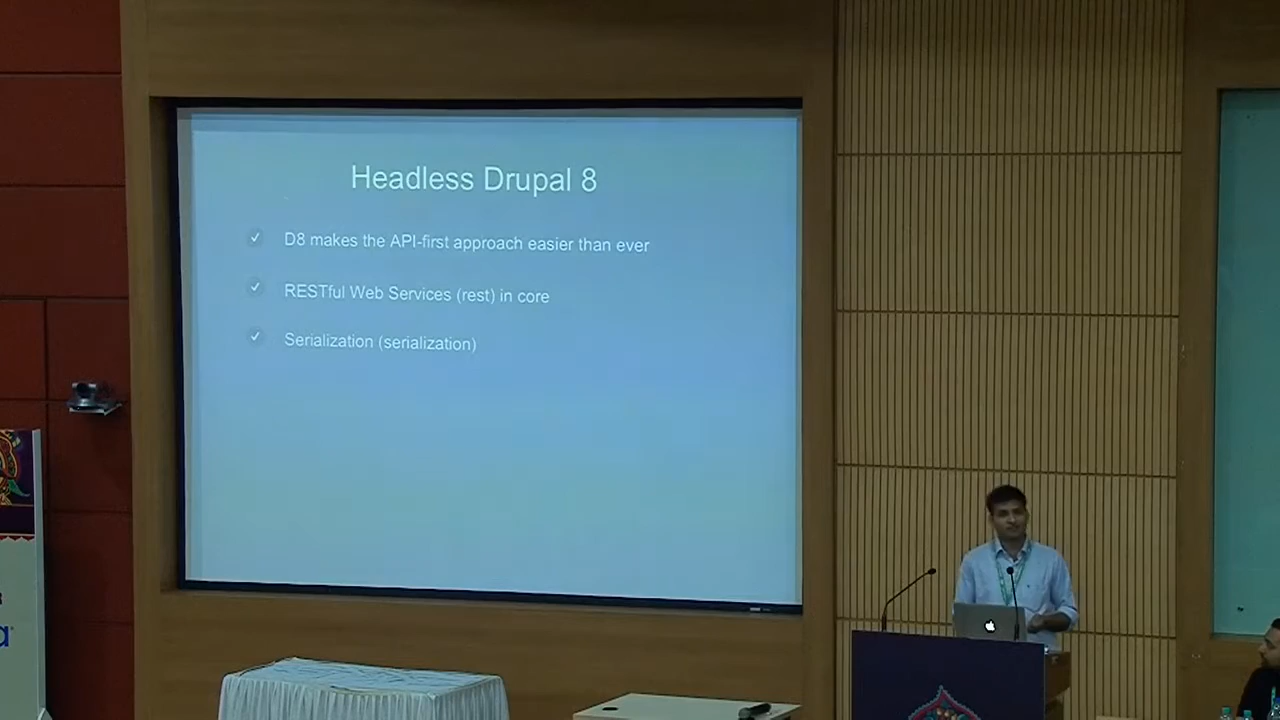 Headless Drupal 8
D8 makes the API-first approach easier than ever
RESTful Web Services (rest) in core
Serialization (serialization)